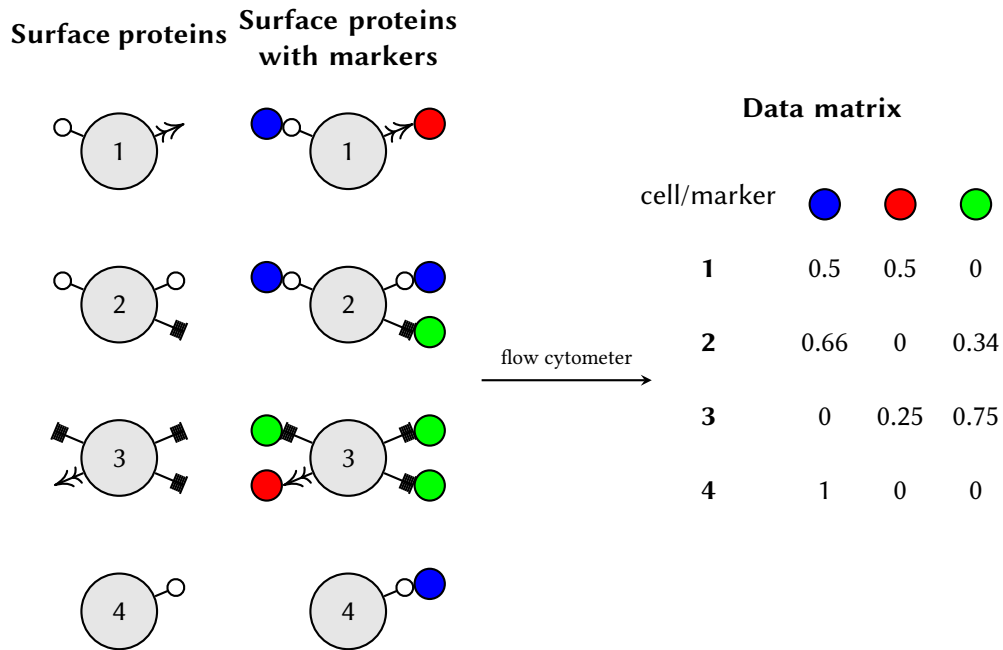 Surface proteins
Surface proteins
with markers
1
1
2
2
3
3
4
4
flow cytometer
Data matrix
cell/marker
1 0.5 0.5 0
2 0.66 0 0.34
3 0 0.25 0.75
4 1 0 0